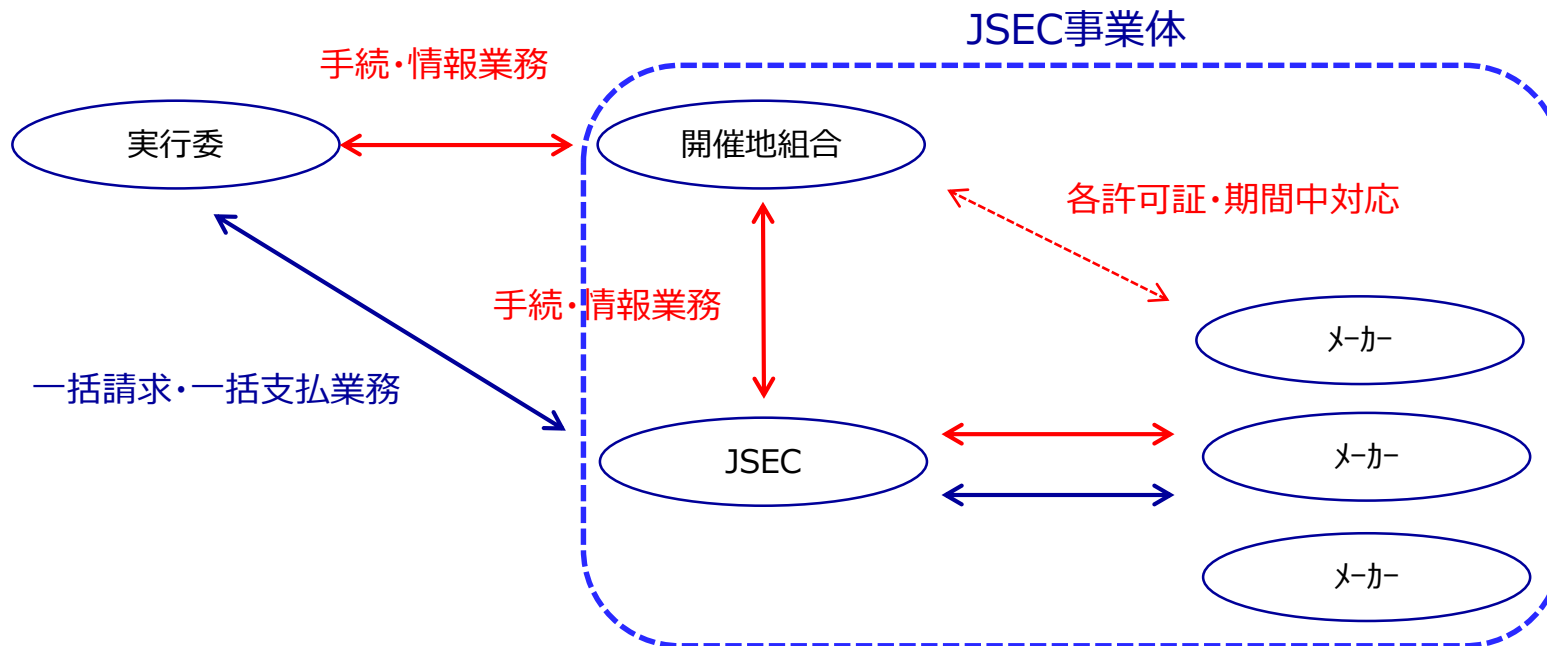 JSEC事業体
手続・情報業務
実行委
開催地組合
各許可証・期間中対応
手続・情報業務
ﾒｰｶｰ
一括請求・一括支払業務
JSEC
ﾒｰｶｰ
ﾒｰｶｰ